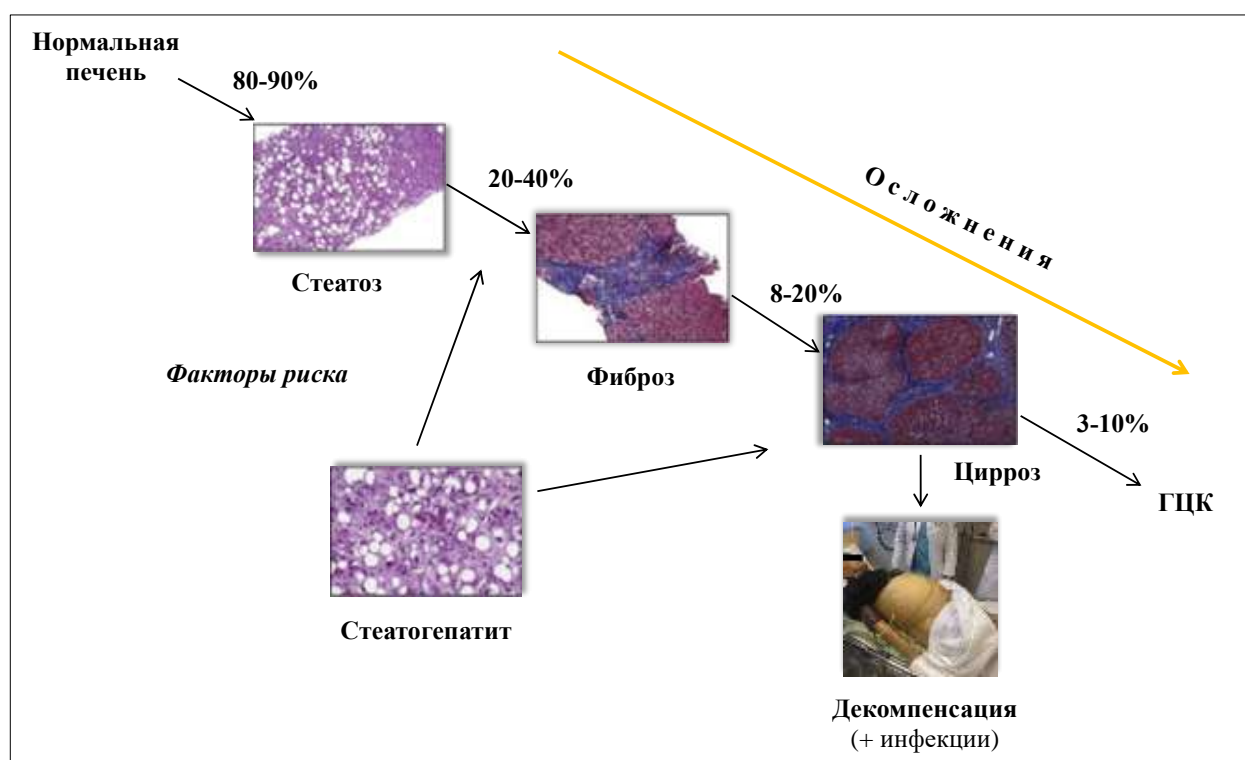 Нормальная
печень
80-90%
20-40%
Осложнения
Стеатоз
8-20%
Факторы риска
Фиброз
3-10%
Цирроз
ГЦК
Стеатогепатит
Декомпенсация
(+ инфекции)